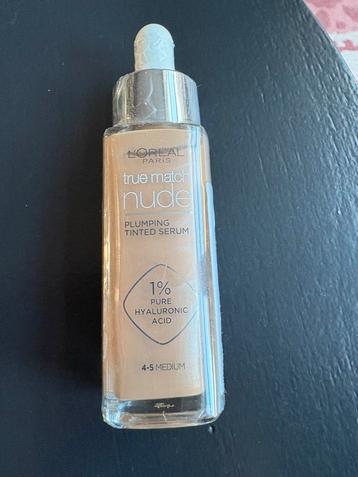 L'ORÉAL
PARIS
true match
nude
PLUMPING
TINTED SERUM
1%
PURE
HYALURONIC
ACID
4-5 MEDIUM